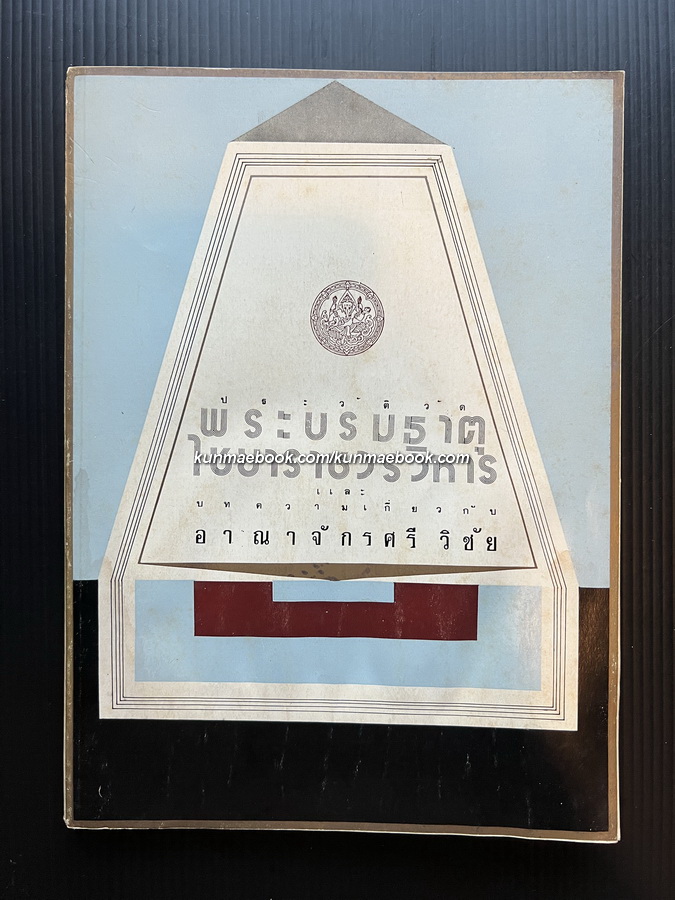 ประวัติวัด
พระบรมธาตุ
ไชยาราชวรวิหาร
kunmaebook.com/kunmaebook.com
และ
บทความเกี่ยวกับ
อาณาจักรศรีวิชัย